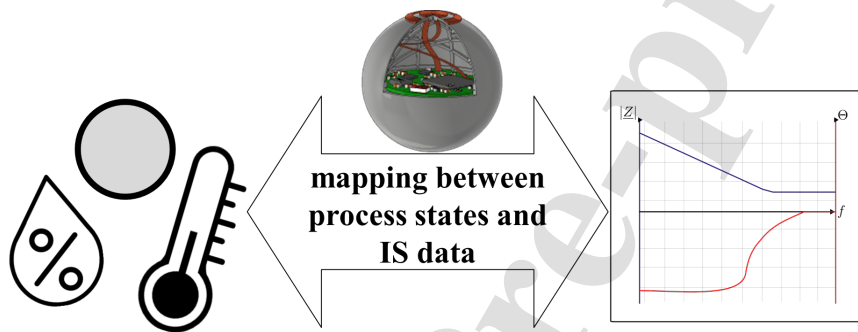 mapping between
process states and
IS data
|Z|
Θ
f
%